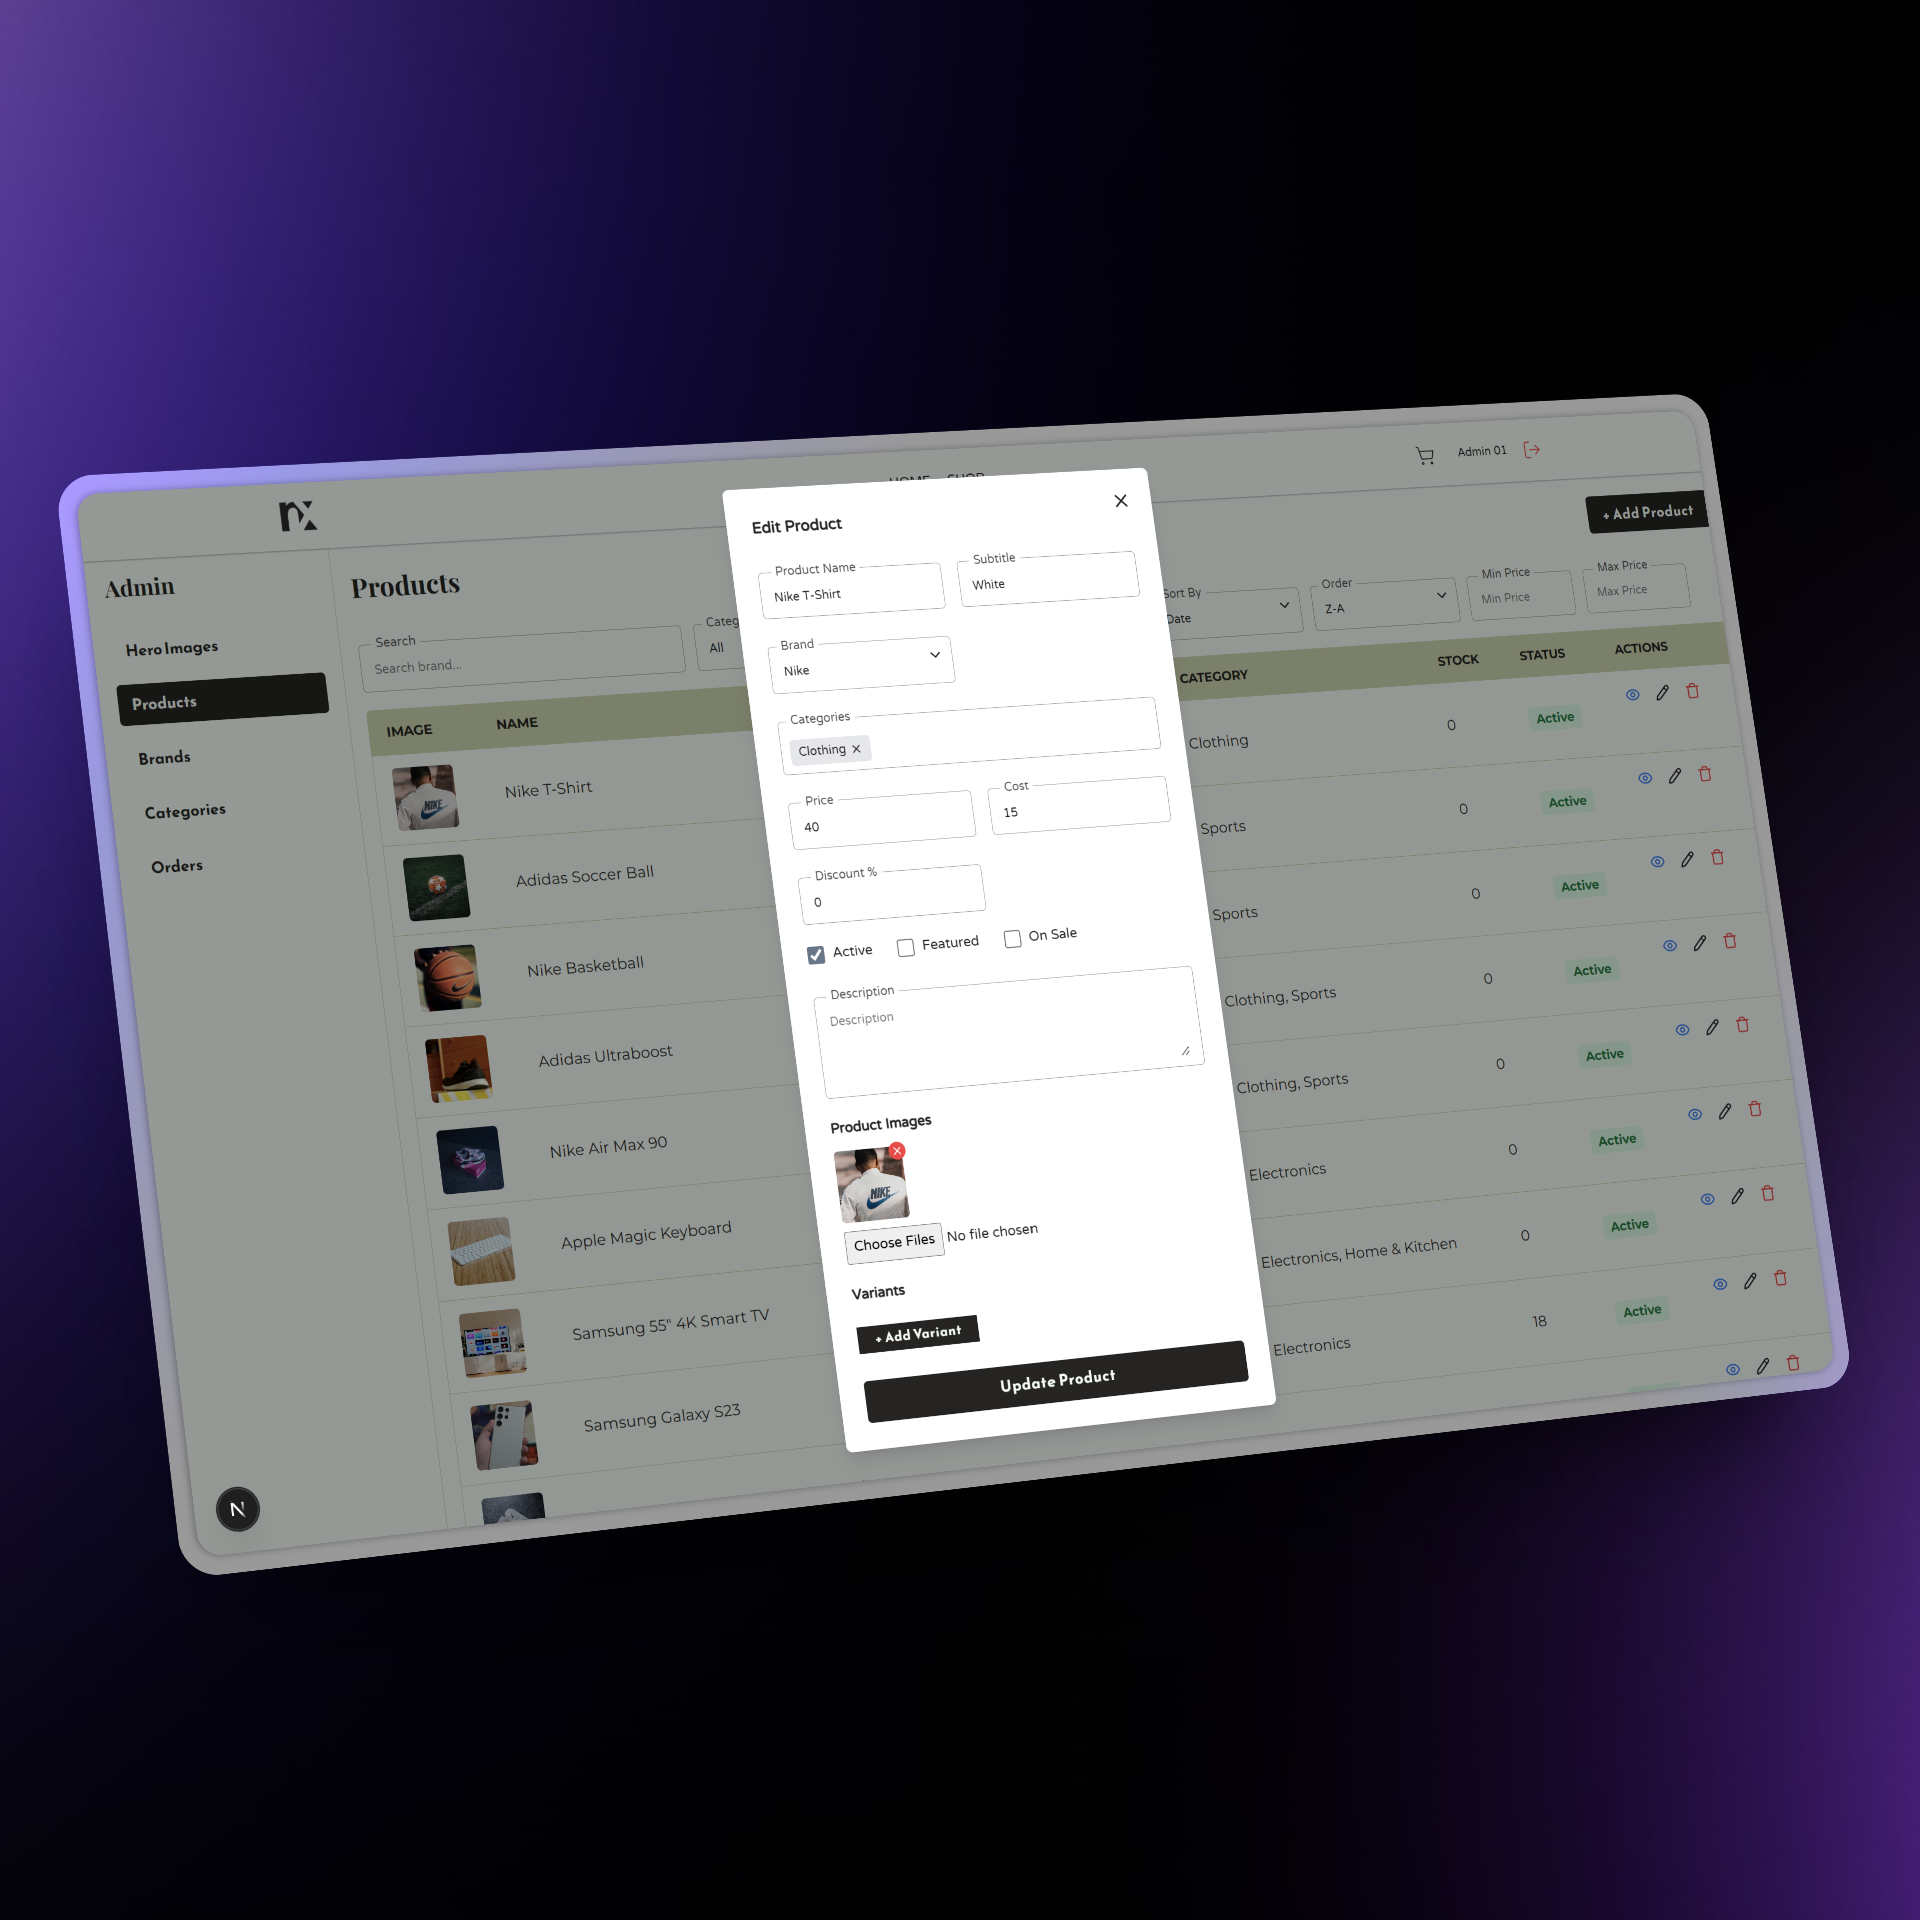 nx
HOME SHOP
Admin 01
Admin
Hero Images
Products
Brands
Categories
Orders
Products
+ Add Product
Search
Search brand...
Categ
All
Sort By
Date
Order
Z-A
Min Price
Min Price
Max Price
Max Price
IMAGE NAME CATEGORY STOCK STATUS ACTIONS
Nike T-Shirt Clothing 0 Active
Adidas Soccer Ball Sports 0 Active
Nike Basketball Sports 0 Active
Adidas Ultraboost Clothing, Sports 0 Active
Nike Air Max 90 Clothing, Sports 0 Active
Apple Magic Keyboard Electronics 0 Active
Samsung 55" 4K Smart TV Electronics, Home & Kitchen 0 Active
Samsung Galaxy S23 Electronics 18 Active
NIKE
N
Edit Product
Product Name
Nike T-Shirt
Subtitle
White
Brand
Nike
Categories
Clothing ×
Price
40
Cost
15
Discount %
0
Active
Featured
On Sale
Description
Description
Product Images
NIKE
Choose Files No file chosen
Variants
+ Add Variant
Update Product